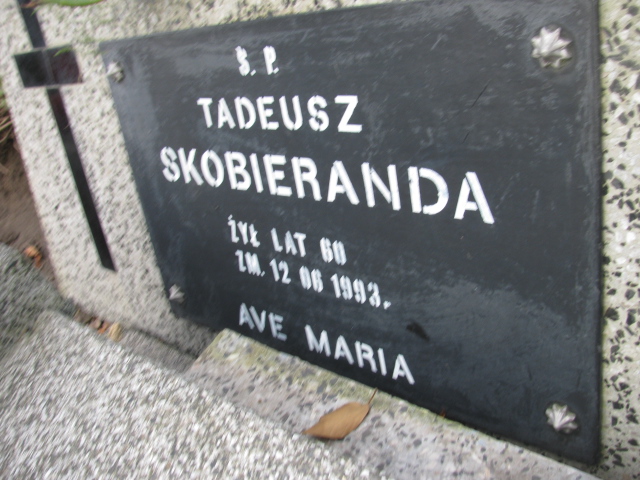 Ś. P.
TADEUSZ
SKOBIERANDA
ŻYŁ LAT 60
ZM. 12 06 1993.
AVE MARIA